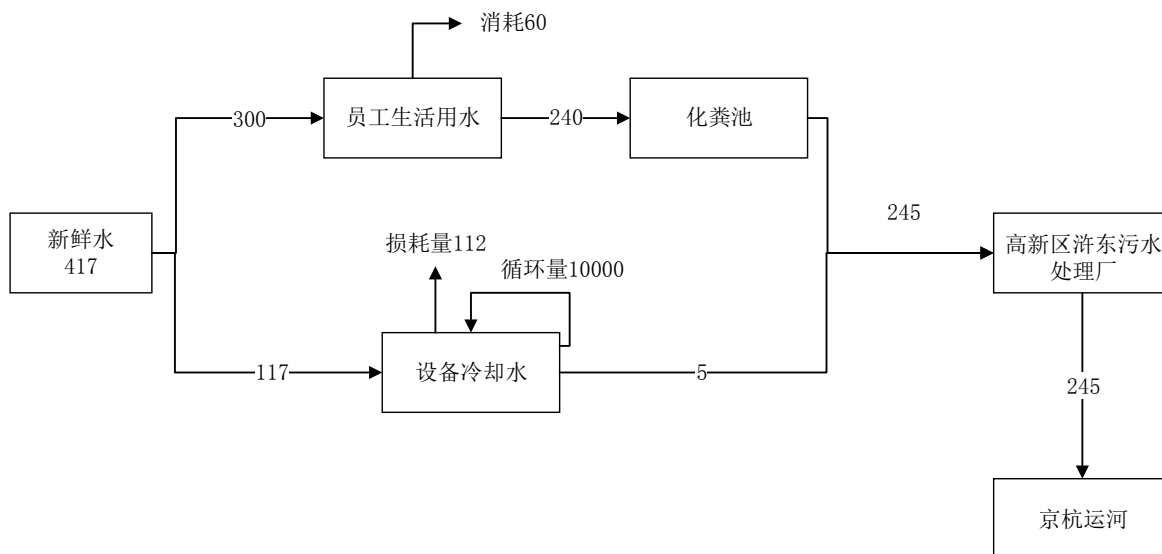 消耗60
员工生活用水
化粪池
300
240
新鲜水
417
245
高新区浒东污水
处理厂
损耗量112
循环量10000
设备冷却水
117
5
245
京杭运河